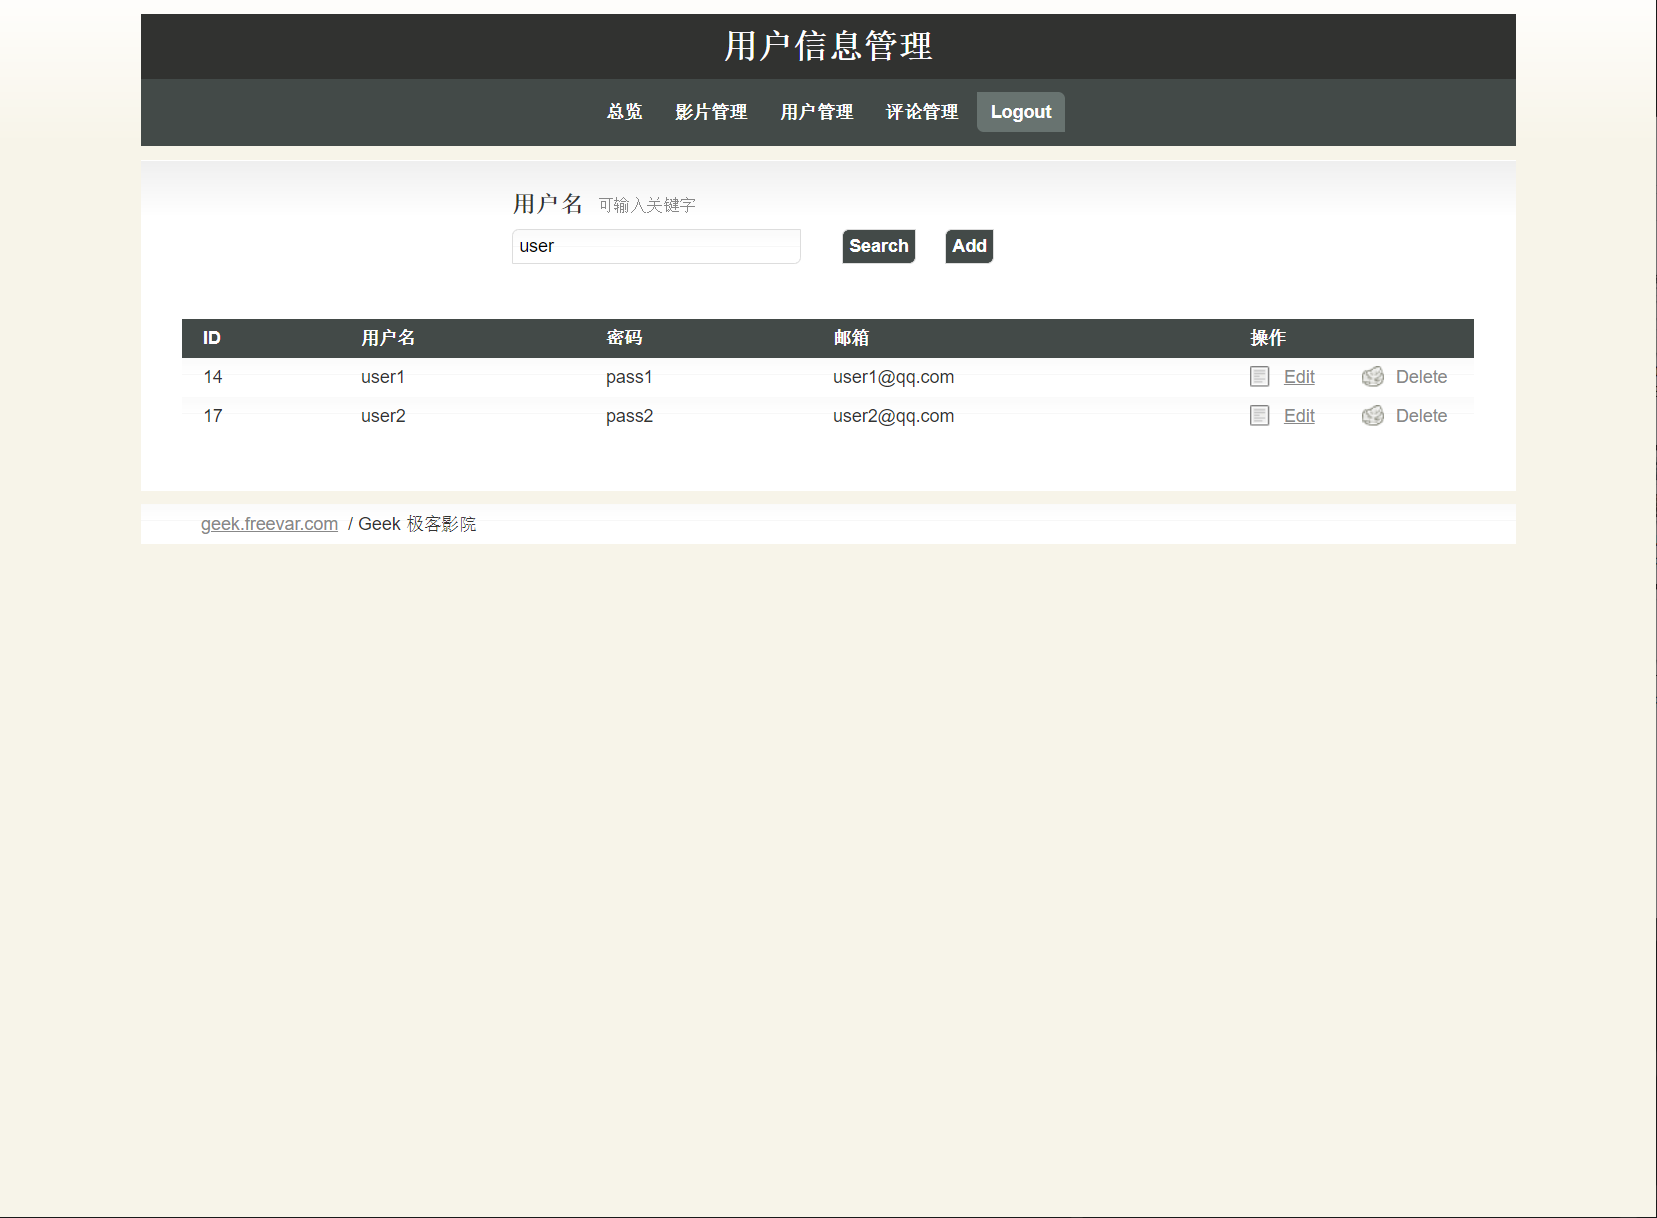 用户信息管理
总览 影片管理 用户管理 评论管理 Logout
用户名 可输入关键字
user Search Add
ID 用户名 密码 邮箱 操作
14 user1 pass1 user1@qq.com Edit Delete
17 user2 pass2 user2@qq.com Edit Delete
geek.freevar.com / Geek 极客影院